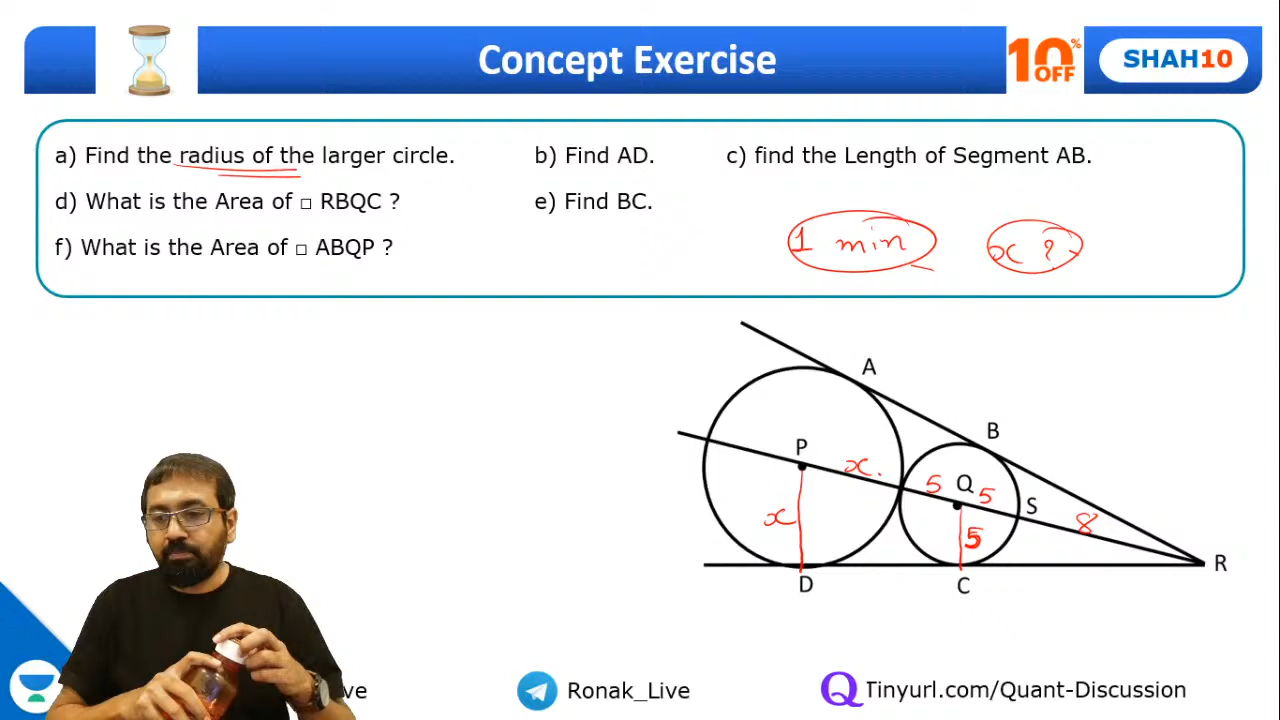 Concept Exercise
10% OFF
SHAH10
a) Find the radius of the larger circle.
b) Find AD.
c) find the Length of Segment AB.
d) What is the Area of □ RBQC ?
e) Find BC.
f) What is the Area of □ ABQP ?
1 min
x ?
A
B
P
x.
5
Q
5
S
8
x
5
R
D
C
ve
Ronak_Live
Q
Tinyurl.com/Quant-Discussion